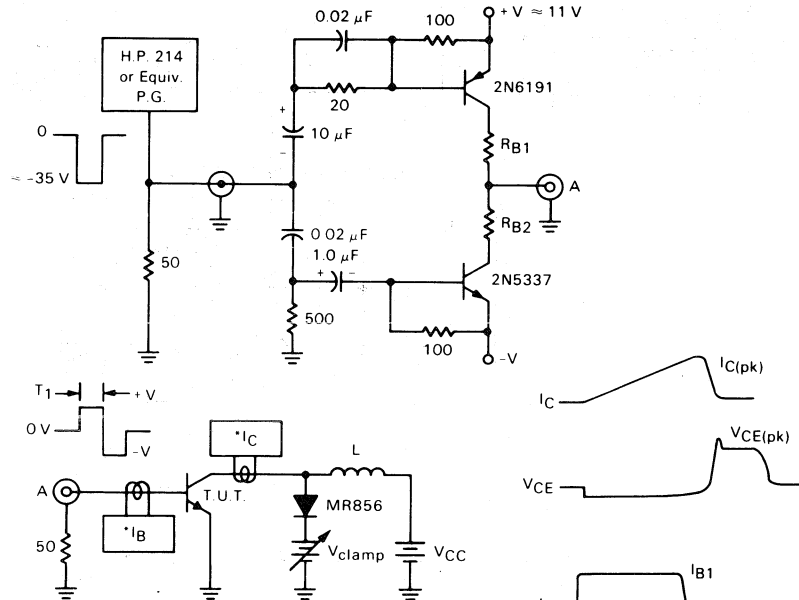 0.02 µF
100
+V ≈ 11 V
H.P. 214
or Equiv.
P.G.
20
2N6191
+
10 µF
–
RB1
0
≈ -35 V
A
RB2
0 02 µF
1.0 µF
+ –
50
2N5337
500
100
-V
T1
+ V
0 V
-V
*IC
L
IC
IC(pk)
VCE(pk)
VCE
A
T.U.T.
MR856
*IB
50
Vclamp
VCC
IB1